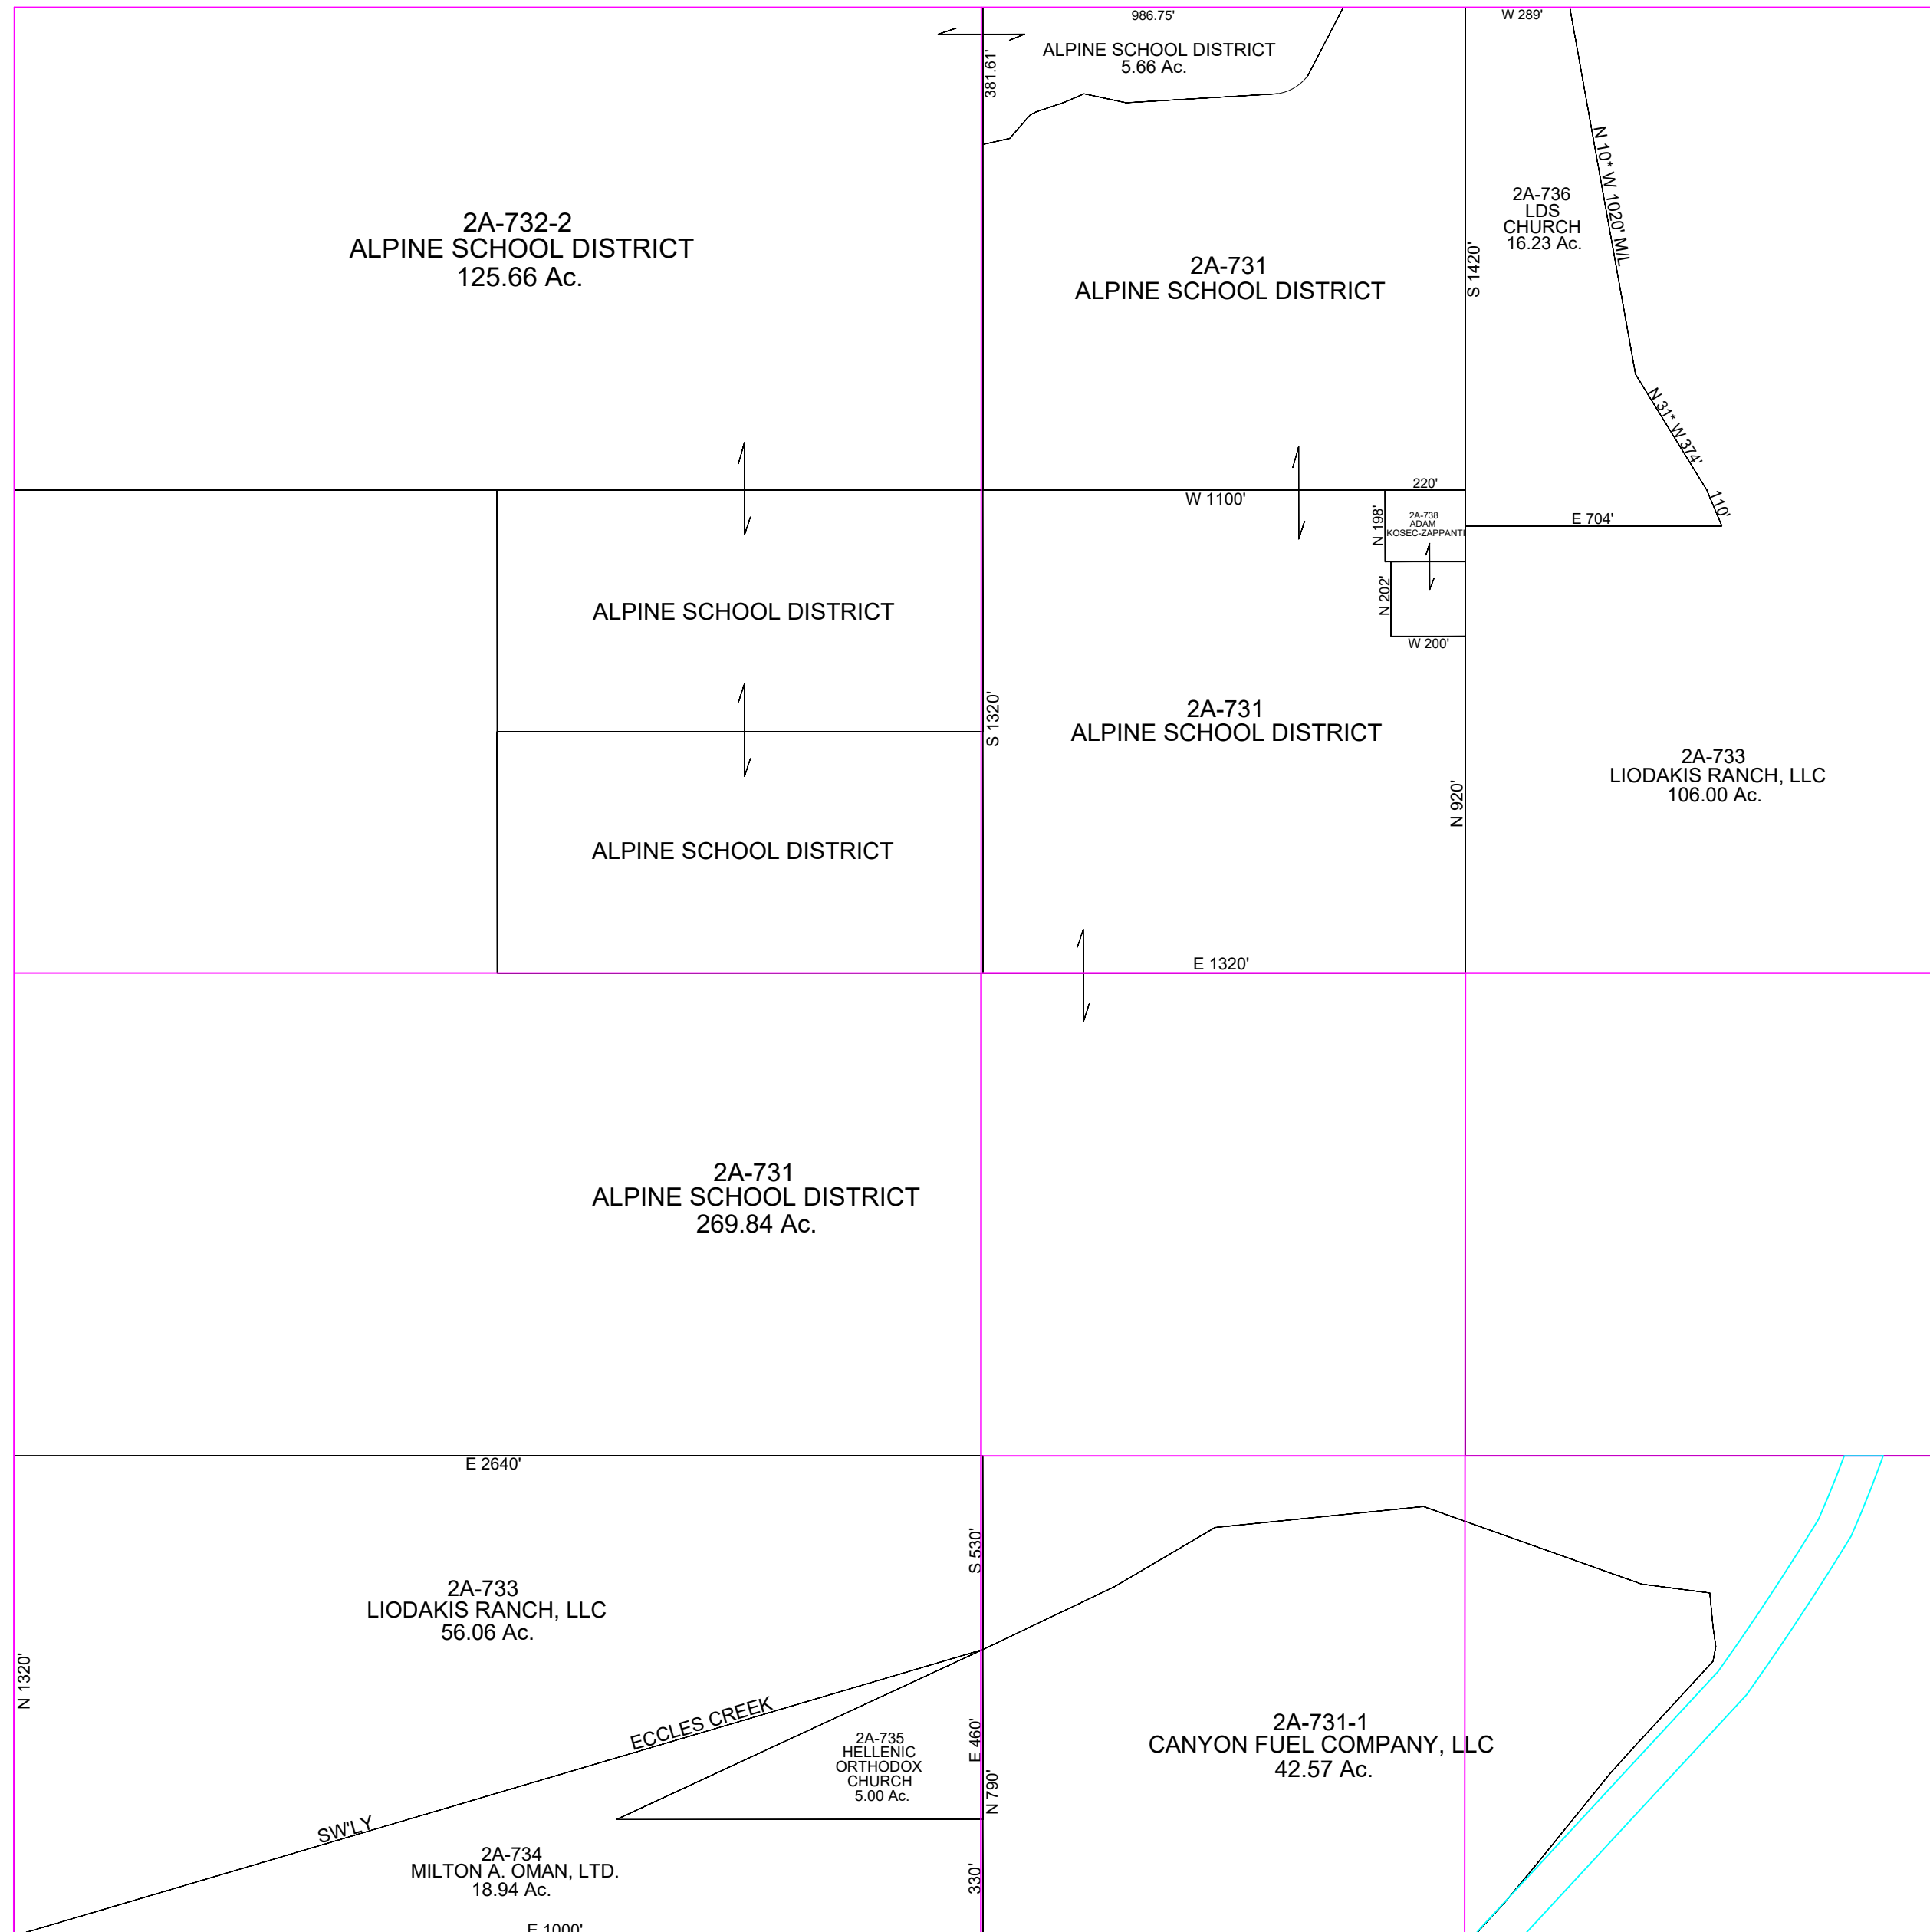 986.75'
W 289'
ALPINE SCHOOL DISTRICT
5.66 Ac.
381.61'
N 10* W 1020' M/L
2A-732-2
ALPINE SCHOOL DISTRICT
125.66 Ac.
2A-736
LDS
CHURCH
16.23 Ac.
2A-731
ALPINE SCHOOL DISTRICT
S 1420'
N 31* W 374'
110'
W 1100'
220'
N 198'
2A-738
ADAM
KOSEC-ZAPPANTI
E 704'
N 202'
W 200'
ALPINE SCHOOL DISTRICT
S 1320'
2A-731
ALPINE SCHOOL DISTRICT
2A-733
LIODAKIS RANCH, LLC
106.00 Ac.
N 920'
ALPINE SCHOOL DISTRICT
E 1320'
2A-731
ALPINE SCHOOL DISTRICT
269.84 Ac.
E 2640'
S 530'
2A-733
LIODAKIS RANCH, LLC
56.06 Ac.
N 1320'
ECCLES CREEK
SW'LY
2A-735
HELLENIC
ORTHODOX
CHURCH
5.00 Ac.
E 460'
N 790'
2A-731-1
CANYON FUEL COMPANY, LLC
42.57 Ac.
2A-734
MILTON A. OMAN, LTD.
18.94 Ac.
330'
E 1000'